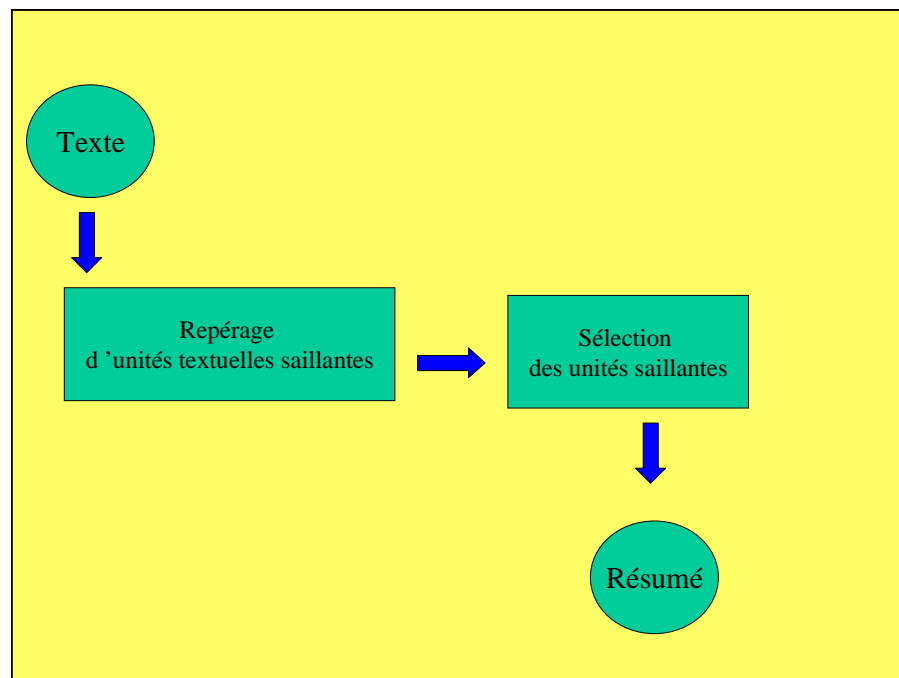 Texte
Repérage
d ’unités textuelles saillantes
Sélection
des unités saillantes
Résumé